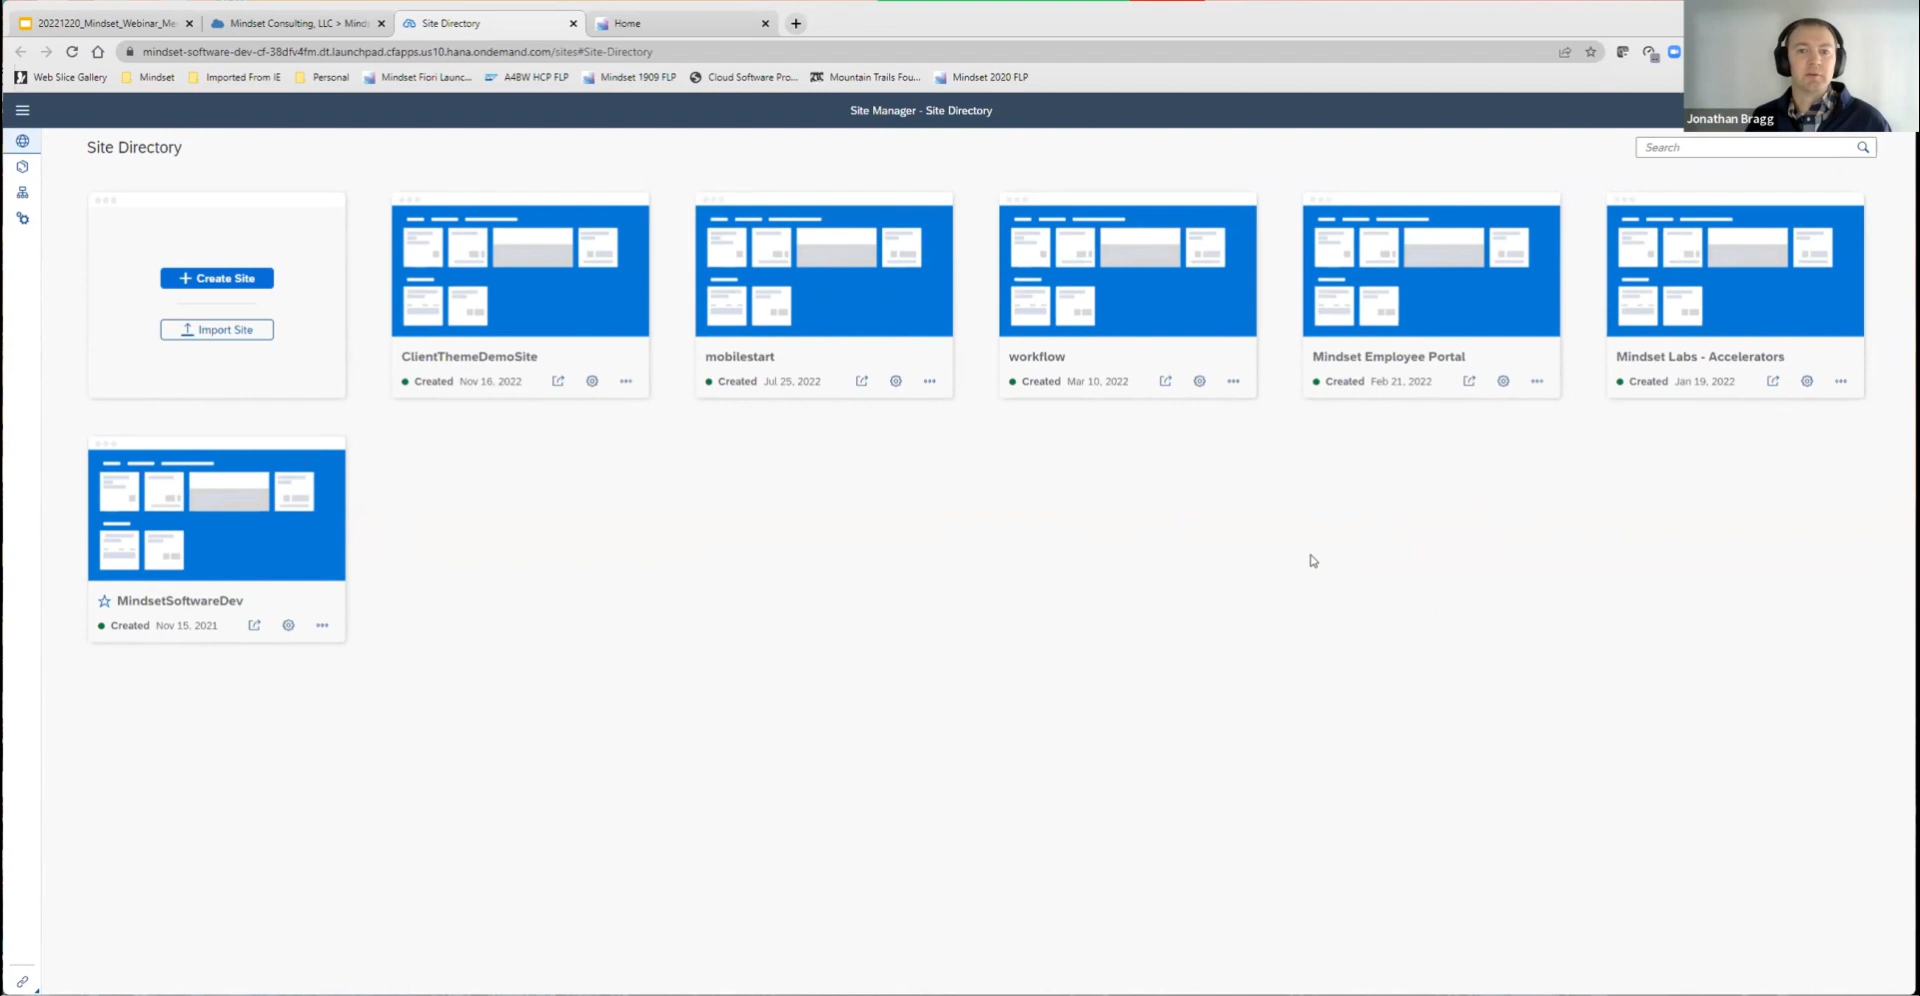 20221220_Mindset_Webinar_Me
Mindset Consulting, LLC > Minds
Site Directory
Home
mindset-software-dev-cf-38dfv4fm.dt.launchpad.cfapps.us10.hana.ondemand.com/sites#Site-Directory
Web Slice Gallery
Mindset
Imported From IE
Personal
Mindset Fiori Launc...
A4BW HCP FLP
Mindset 1909 FLP
Cloud Software Pro...
Mountain Trails Fou...
Mindset 2020 FLP
Jonathan Bragg
Site Manager - Site Directory
Site Directory
Search
Create Site
Import Site
ClientThemeDemoSite
Created Nov 16, 2022
mobilestart
Created Jul 25, 2022
workflow
Created Mar 10, 2022
Mindset Employee Portal
Created Feb 21, 2022
Mindset Labs - Accelerators
Created Jan 19, 2022
MindsetSoftwareDev
Created Nov 15, 2021